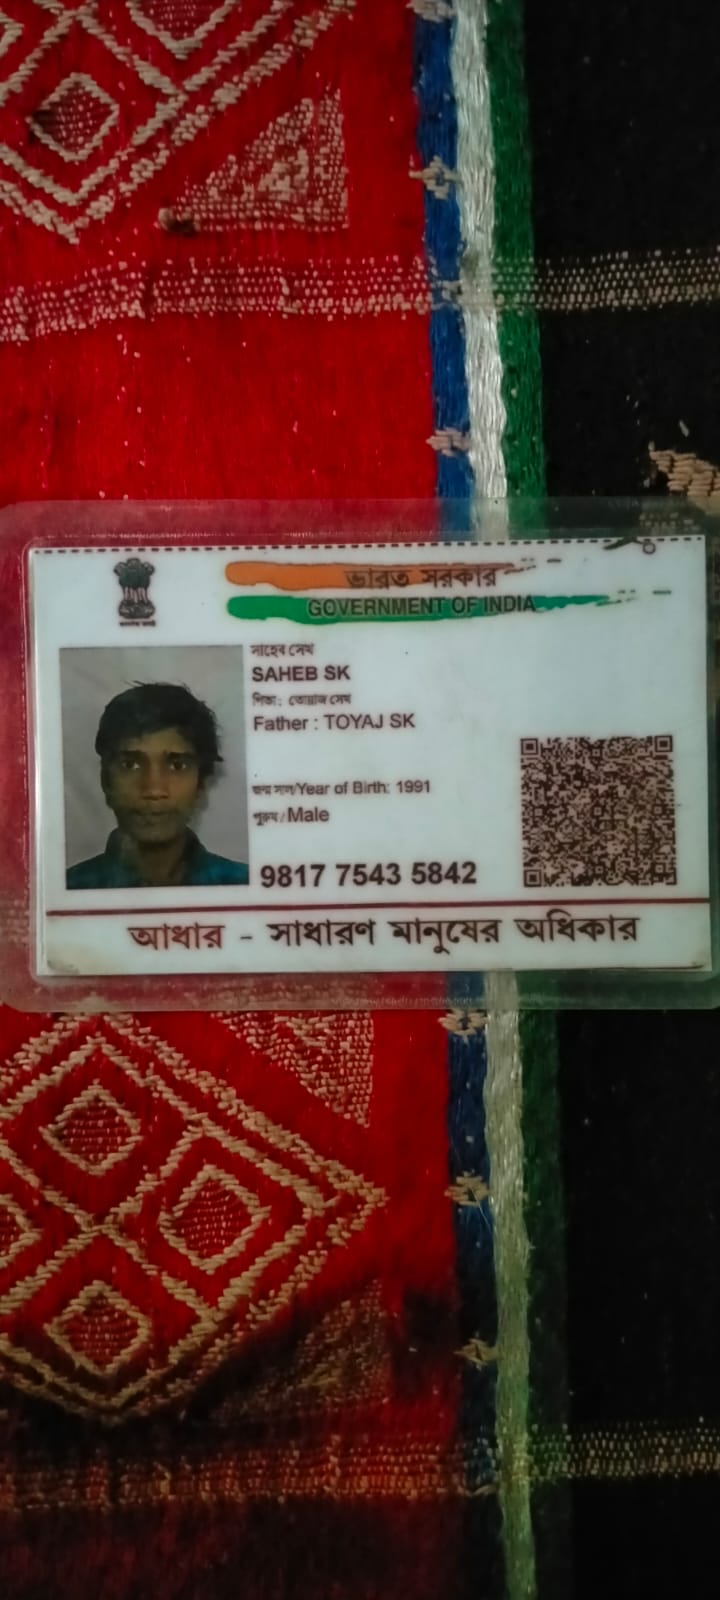 ভারত সরকার
GOVERNMENT OF INDIA
সাহেব সেখ
SAHEB SK
পিতা : তোয়াজ সেখ
Father : TOYAJ SK
জন্ম সাল/Year of Birth: 1991
পুরুষ / Male
9817 7543 5842
আধার - সাধারণ মানুষের অধিকার